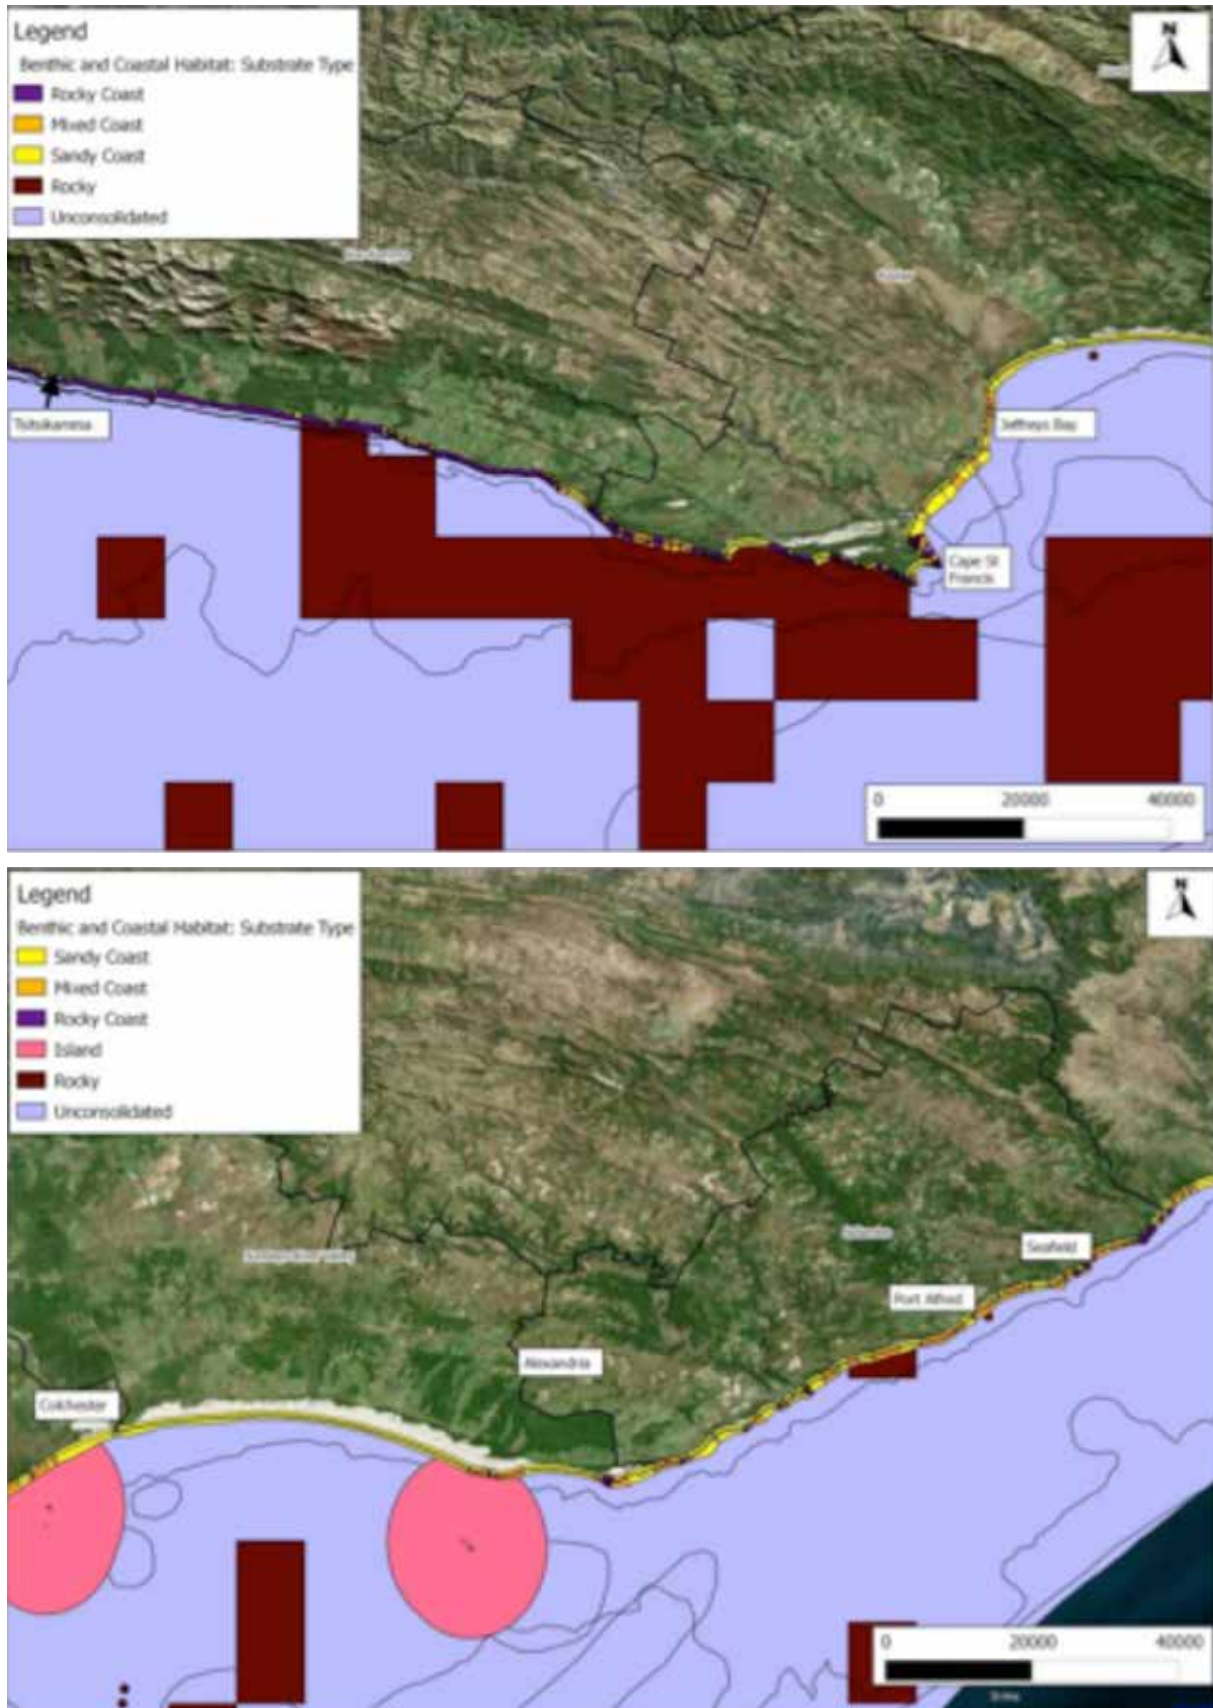 Legend
Benthic and Coastal Habitat: Substrate Type
Rocky Coast
Mixed Coast
Sandy Coast
Rocky
Unconsolidated
N
Tsitsikamma
Jeffreys Bay
Cape St
Francis
0 20000 40000
Legend
Benthic and Coastal Habitat: Substrate Type
Sandy Coast
Mixed Coast
Rocky Coast
Island
Rocky
Unconsolidated
N
Seafield
Port Alfred
Alexandria
Colchester
0 20000 40000